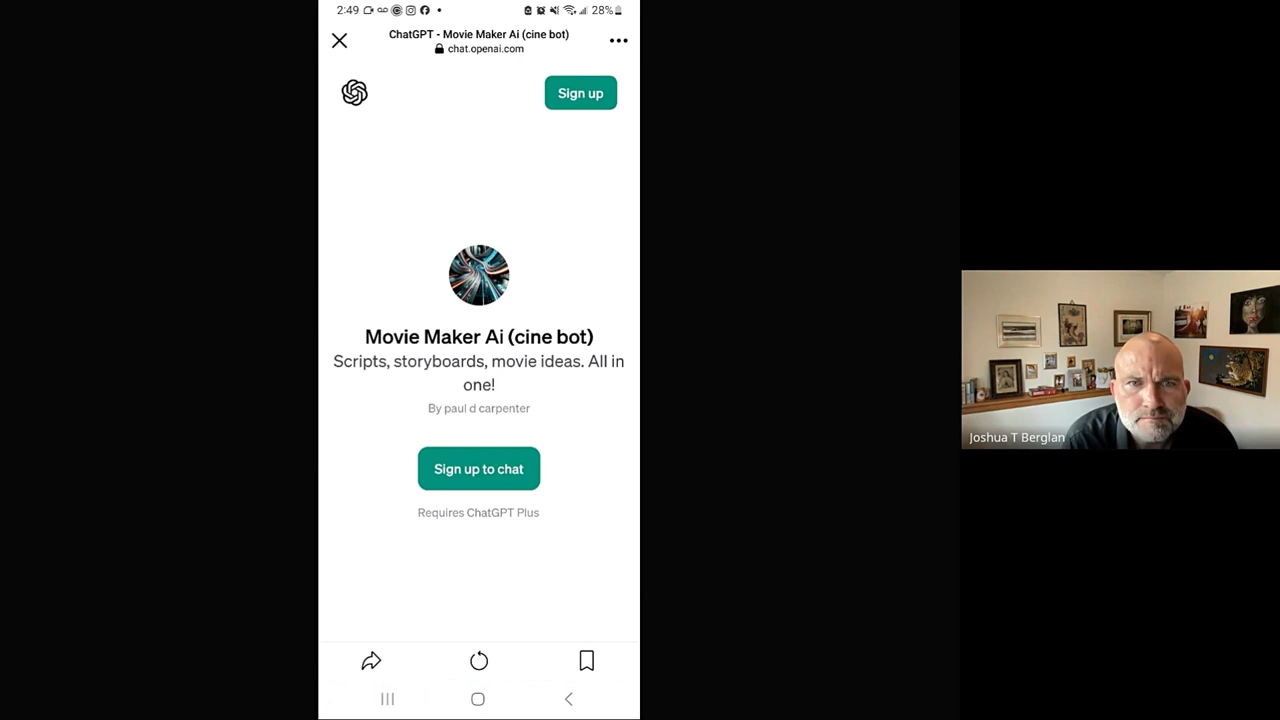 2:49
28%
ChatGPT - Movie Maker Ai (cine bot)
chat.openai.com
Sign up
Movie Maker Ai (cine bot)
Scripts, storyboards, movie ideas. All in
one!
By paul d carpenter
Sign up to chat
Requires ChatGPT Plus
Joshua T Berglan